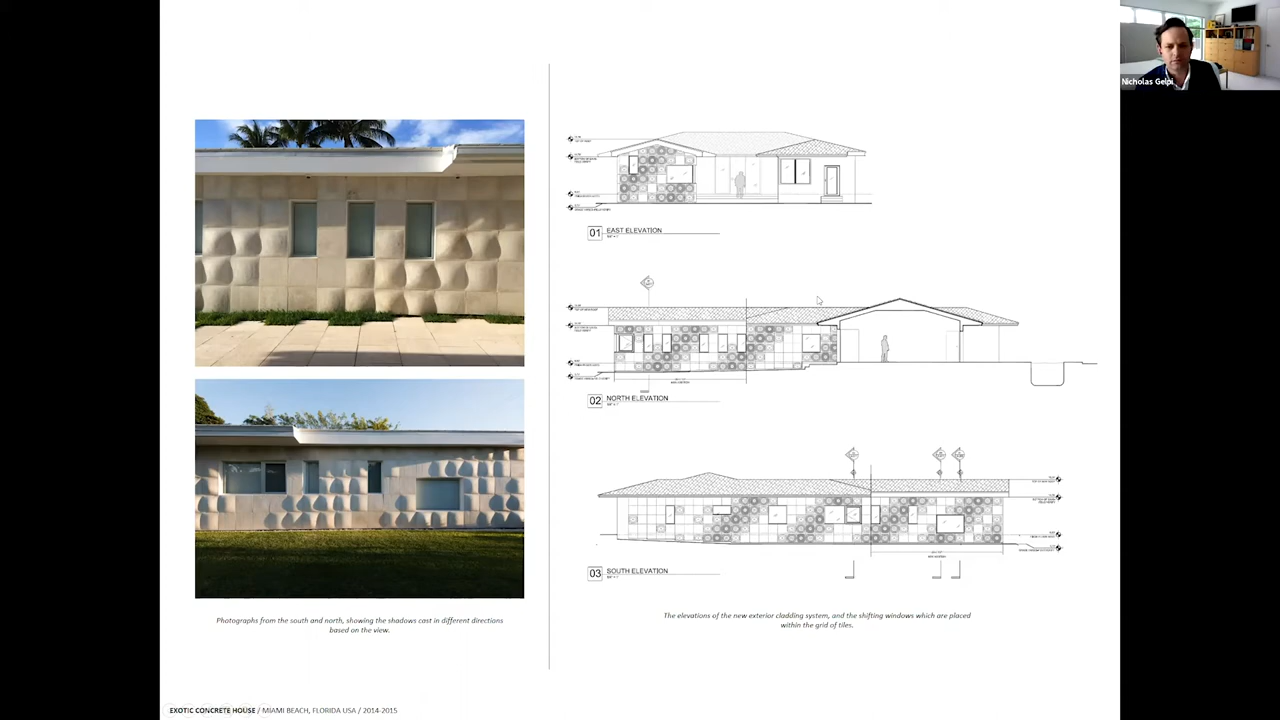 Nicholas Gelpi
01 EAST ELEVATION
02 NORTH ELEVATION
03 SOUTH ELEVATION
Photographs from the south and north, showing the shadows cast in different directions
based on the view.
The elevations of the new exterior cladding system, and the shifting windows which are placed
within the grid of tiles.
EXOTIC CONCRETE HOUSE / MIAMI BEACH, FLORIDA USA / 2014-2015